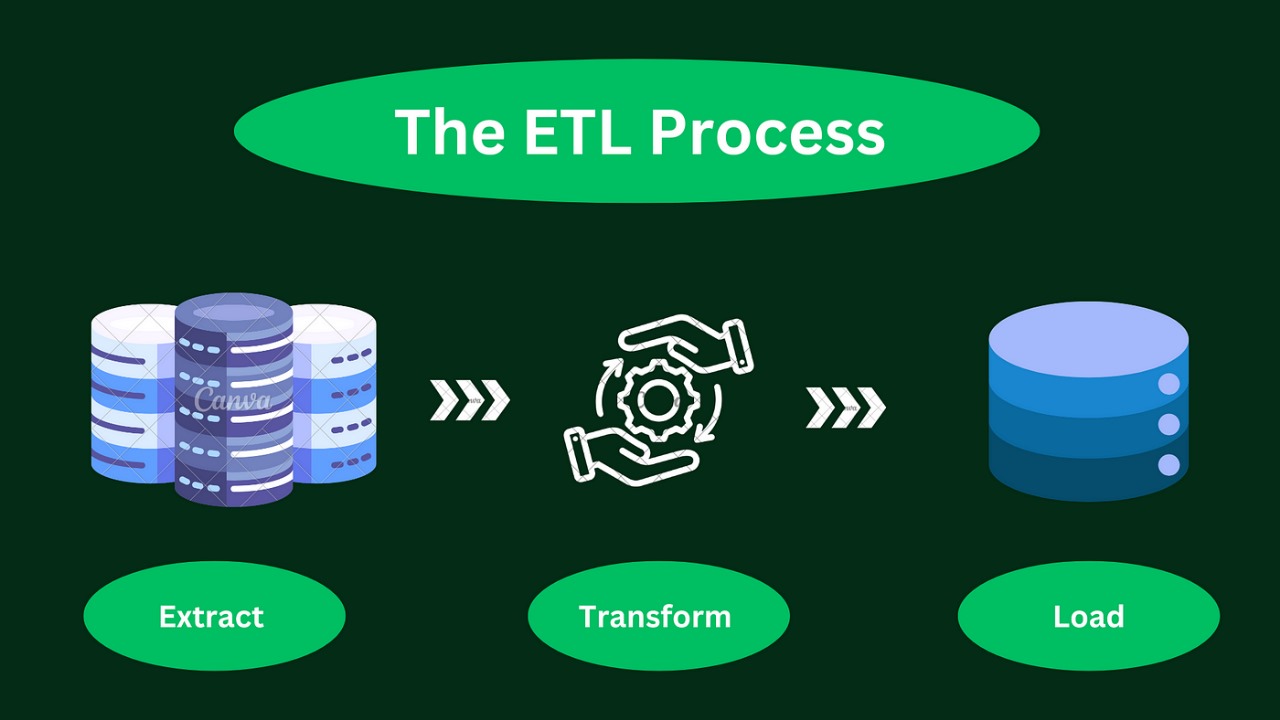 The ETL Process
Canva
Extract
Transform
Load